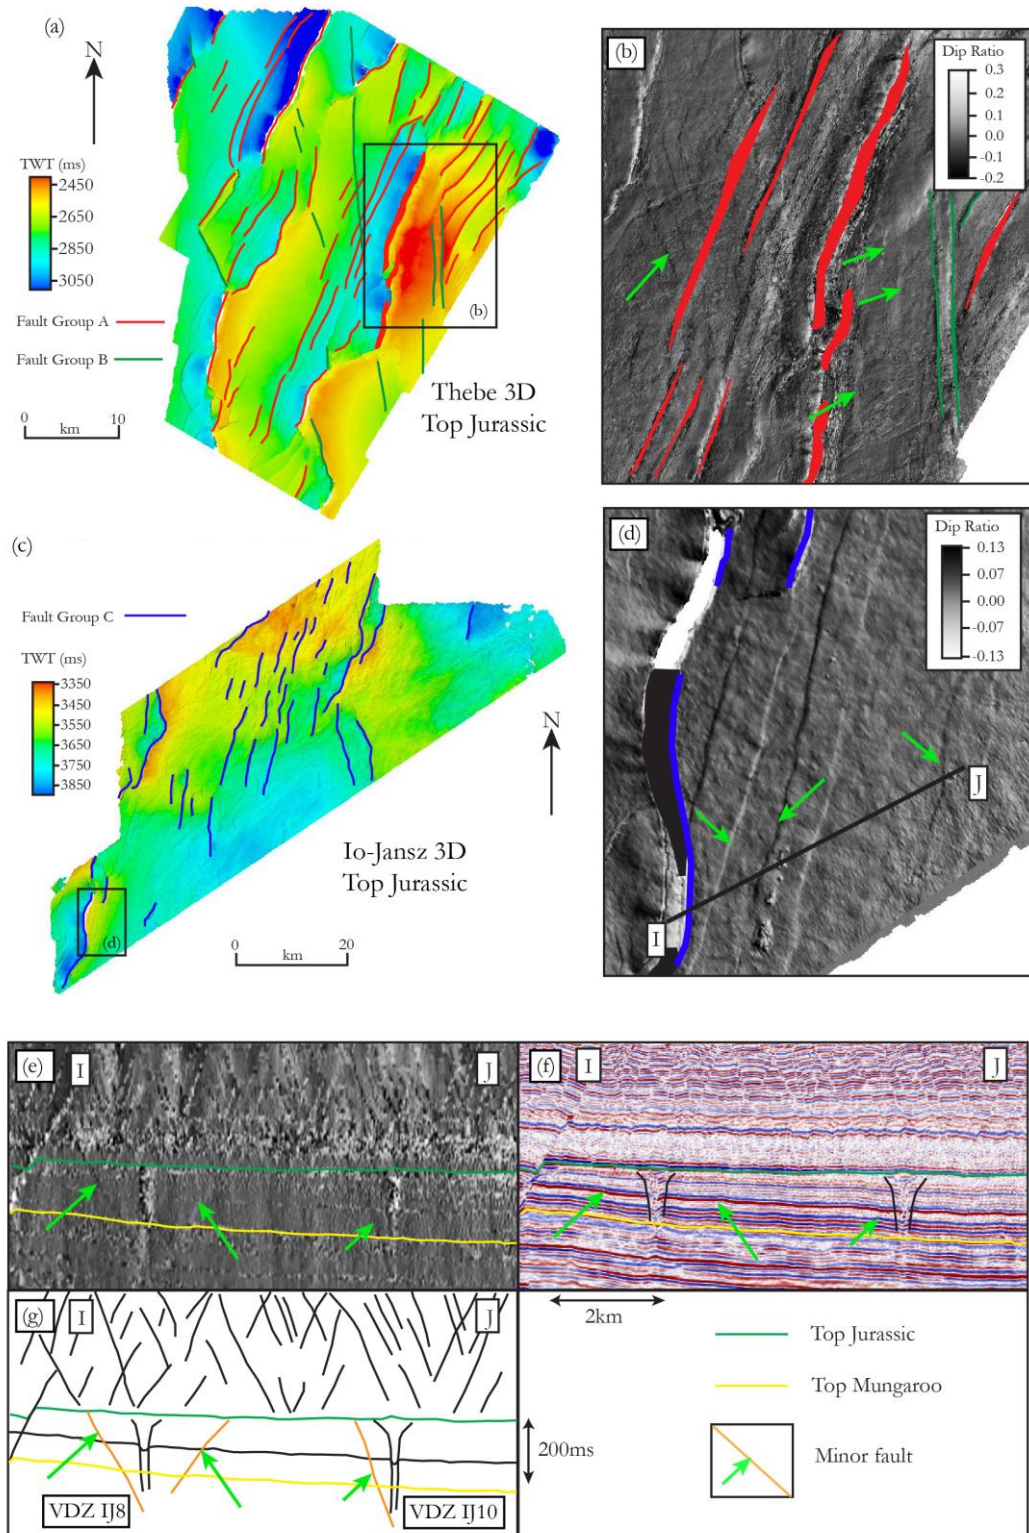 (a)
N
TWT (ms)
2450
2650
2850
3050
Fault Group A
Fault Group B
0 10
km
(b)
Thebe 3D
Top Jurassic
(b)
Dip Ratio
0.3
0.2
0.1
0.0
-0.1
-0.2
(c)
Fault Group C
TWT (ms)
3350
3450
3550
3650
3750
3850
N
Io-Jansz 3D
Top Jurassic
(d)
0 20
km
(d)
Dip Ratio
0.13
0.07
0.00
-0.07
-0.13
I
J
(e)
I
J
(f)
I
J
(g)
I
J
VDZ IJ8
VDZ IJ10
2km
200ms
Top Jurassic
Top Mungaroo
Minor fault